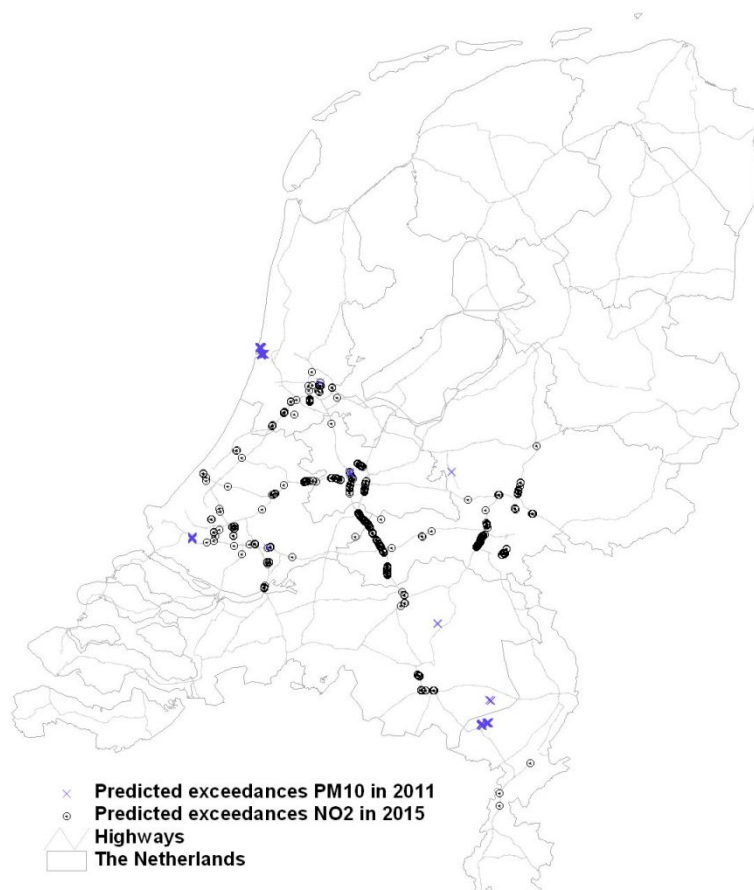 Predicted exceedances PM10 in 2011
Predicted exceedances NO2 in 2015
Highways
The Netherlands